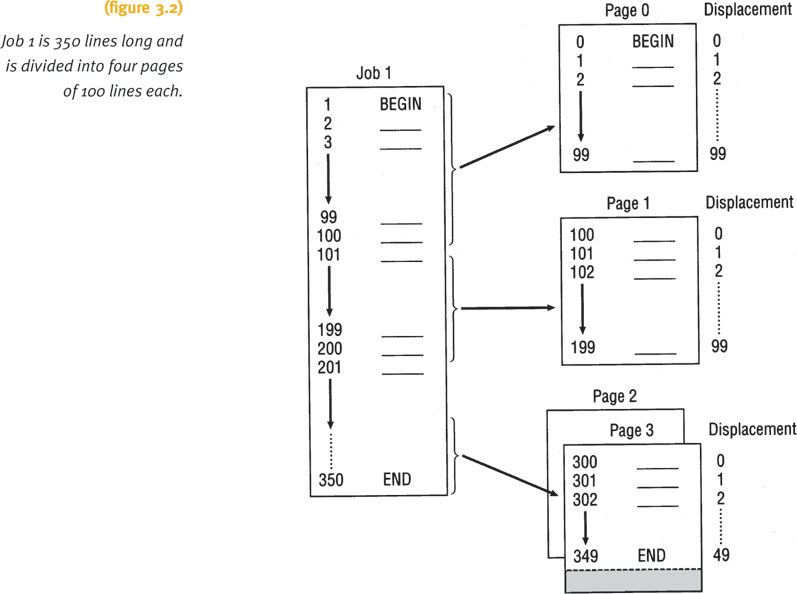 (figure 3.2)
Job 1 is 350 lines long and
is divided into four pages
of 100 lines each.
Job 1
1 BEGIN
2
3
99
100
101
199
200
201
350 END
Page 0 Displacement
0 BEGIN 0
1 1
2 2
99 99
Page 1 Displacement
100 0
101 1
102 2
199 99
Page 2
Page 3 Displacement
300 0
301 1
302 2
349 END 49